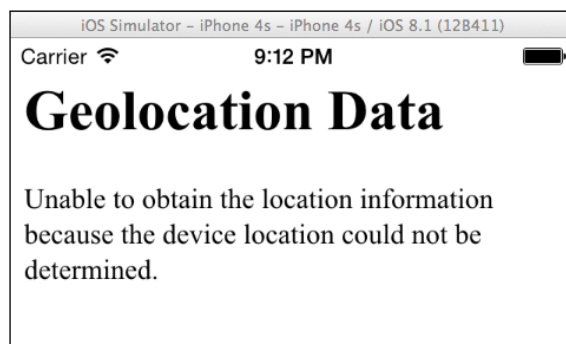 iOS Simulator – iPhone 4s – iPhone 4s / iOS 8.1 (12B411)
Carrier 9:12 PM
Geolocation Data
Unable to obtain the location information
because the device location could not be
determined.